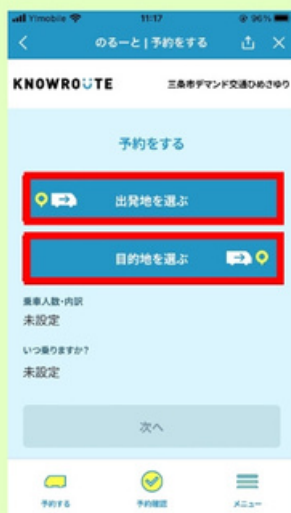 Y!mobile 11:17 96%
のるーと | 予約をする
KNOWROUTE 三条市デマンド交通ひめさゆり
予約をする
出発地を選ぶ
目的地を選ぶ
乗車人数・内訳
未設定
いつ乗りますか?
未設定
次へ
予約する 予約確認 メニュー